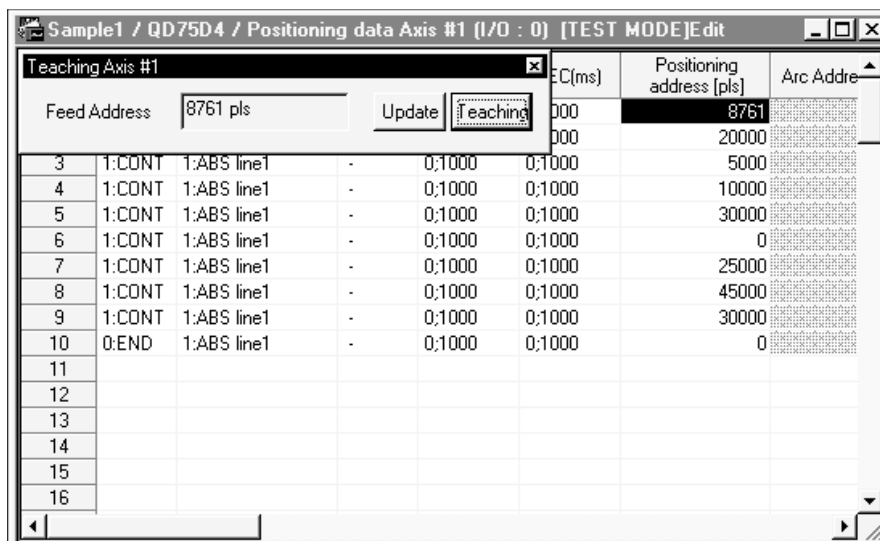 Sample1 / QD75D4 / Positioning data Axis #1 (I/O : 0) [TEST MODE]Edit
Teaching Axis #1
Feed Address 8761 pls Update Teaching
EC(ms) Positioning address [pls] Arc Addre
000 8761
000 20000
3 1:CONT 1:ABS line1 - 0;1000 0;1000 5000
4 1:CONT 1:ABS line1 - 0;1000 0;1000 10000
5 1:CONT 1:ABS line1 - 0;1000 0;1000 30000
6 1:CONT 1:ABS line1 - 0;1000 0;1000 0
7 1:CONT 1:ABS line1 - 0;1000 0;1000 25000
8 1:CONT 1:ABS line1 - 0;1000 0;1000 45000
9 1:CONT 1:ABS line1 - 0;1000 0;1000 30000
10 0:END 1:ABS line1 - 0;1000 0;1000 0
11
12
13
14
15
16